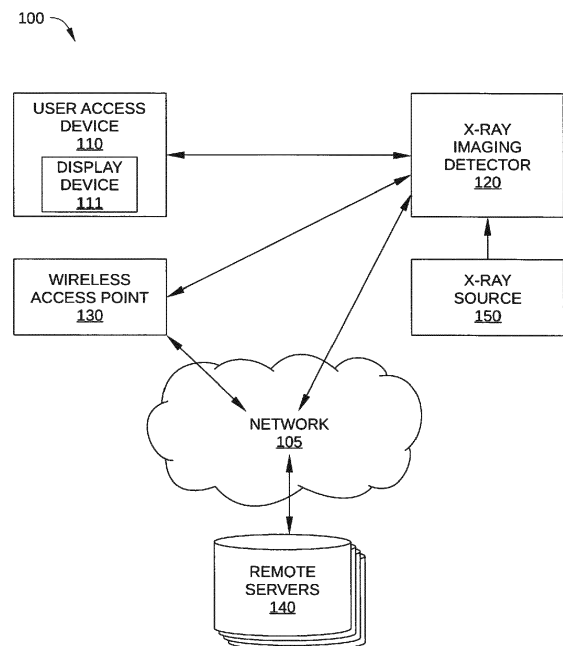 100
USER ACCESS
DEVICE
110
DISPLAY
DEVICE
111
X-RAY
IMAGING
DETECTOR
120
WIRELESS
ACCESS POINT
130
X-RAY
SOURCE
150
NETWORK
105
REMOTE
SERVERS
140